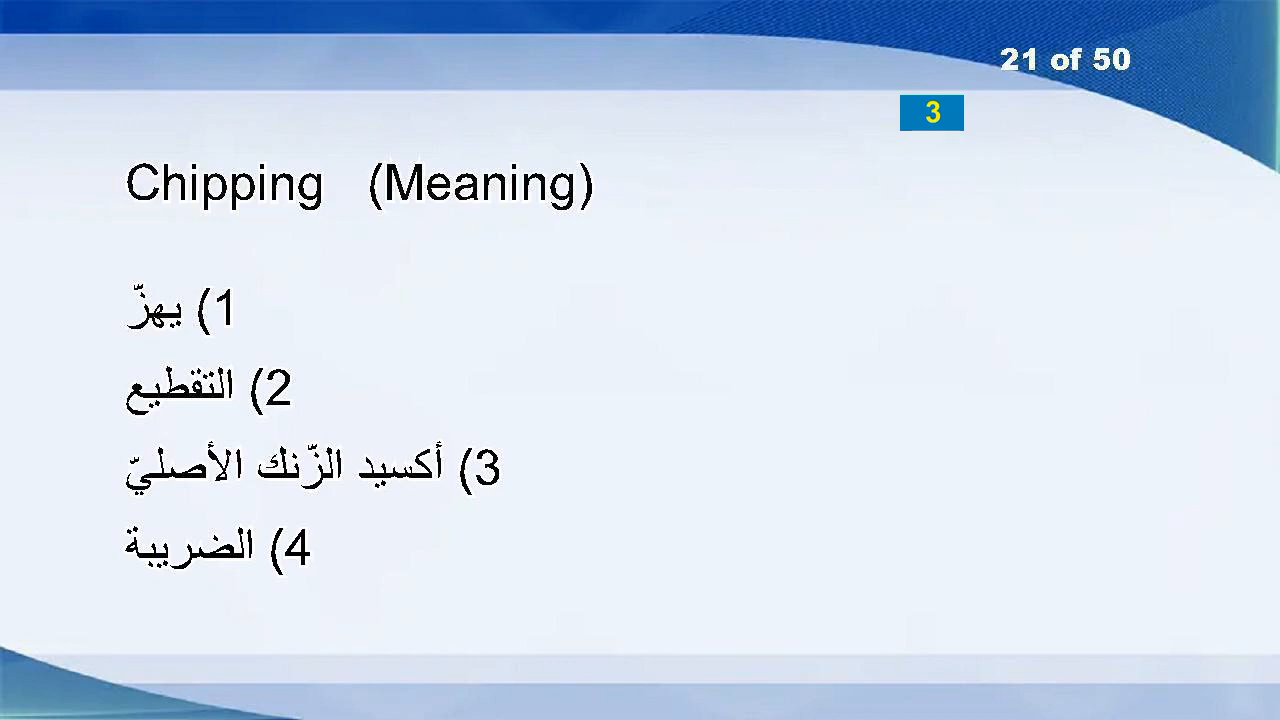 21 of 50
3
Chipping (Meaning)
1) يهزّ
2) التقطيع
3) أكسيد الزّنك الأصليّ
4) الضريبة